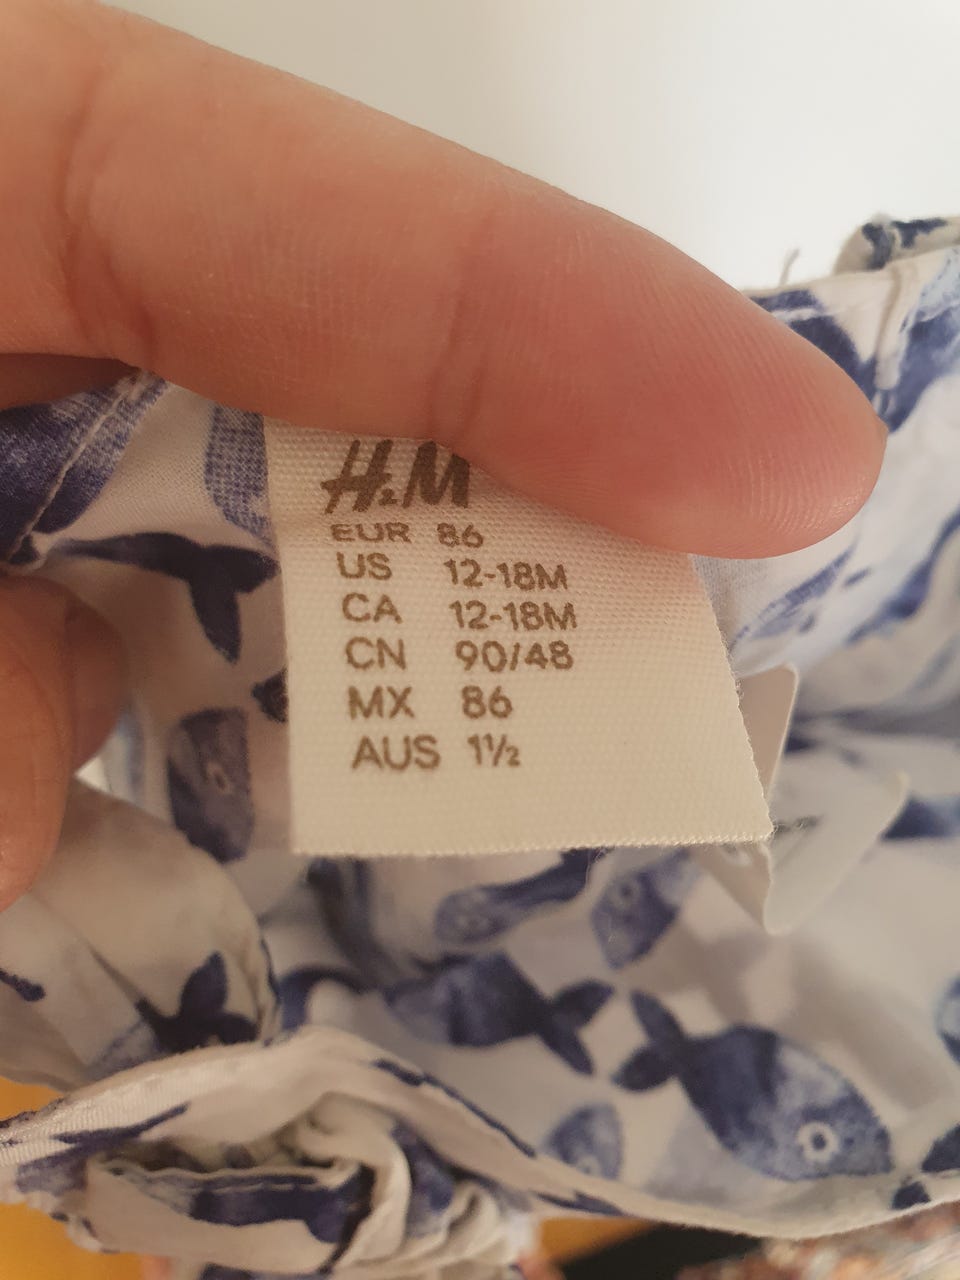 H&M
EUR 86
US 12-18M
CA 12-18M
CN 90/48
MX 86
AUS 1½